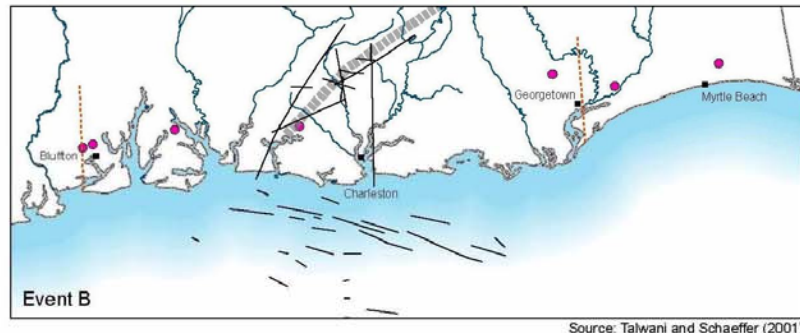 Georgetown
Myrtle Beach
Bluffton
Charleston
Event B
Source: Talwani and Schaeffer (2001)